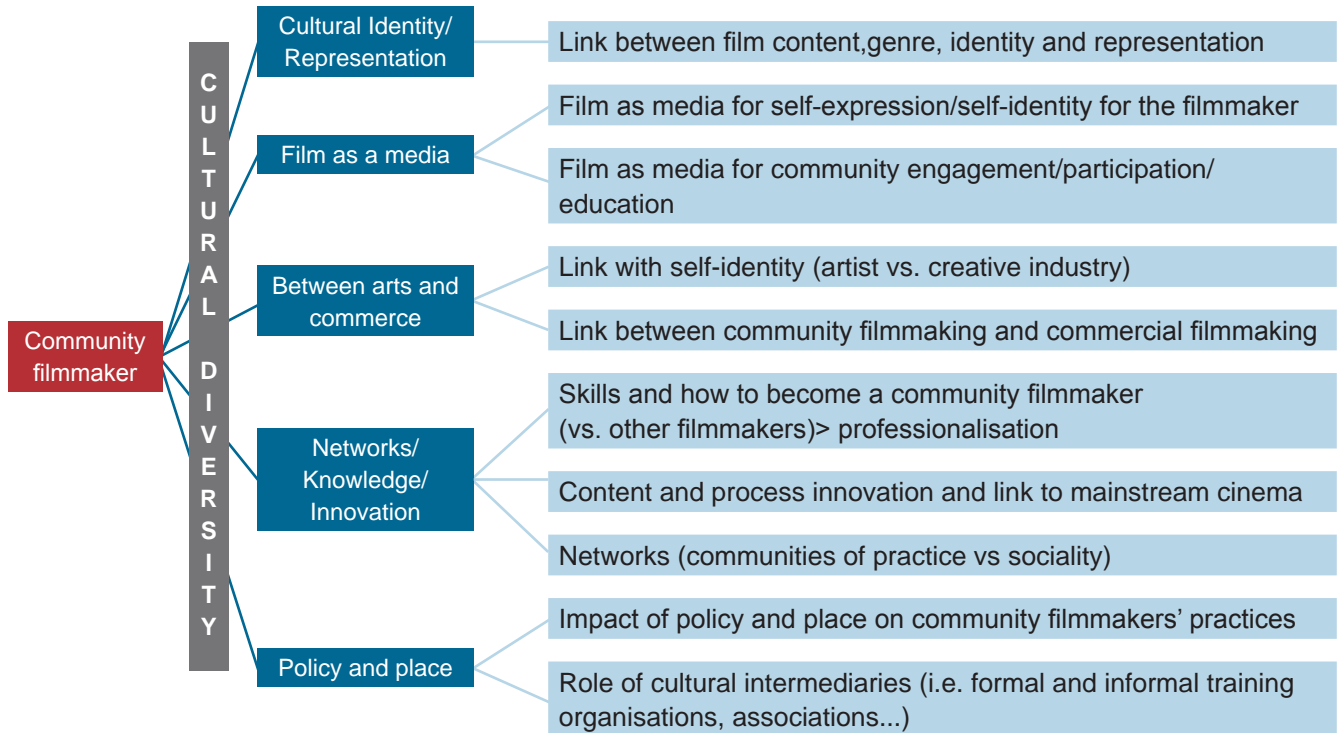 Community
filmmaker
CULTURAL DIVERSITY
Cultural Identity/
Representation
Link between film content,genre, identity and representation
Film as a media
Film as media for self-expression/self-identity for the filmmaker
Film as media for community engagement/participation/
education
Between arts and
commerce
Link with self-identity (artist vs. creative industry)
Link between community filmmaking and commercial filmmaking
Networks/
Knowledge/
Innovation
Skills and how to become a community filmmaker
(vs. other filmmakers)> professionalisation
Content and process innovation and link to mainstream cinema
Networks (communities of practice vs sociality)
Policy and place
Impact of policy and place on community filmmakers’ practices
Role of cultural intermediaries (i.e. formal and informal training
organisations, associations...)